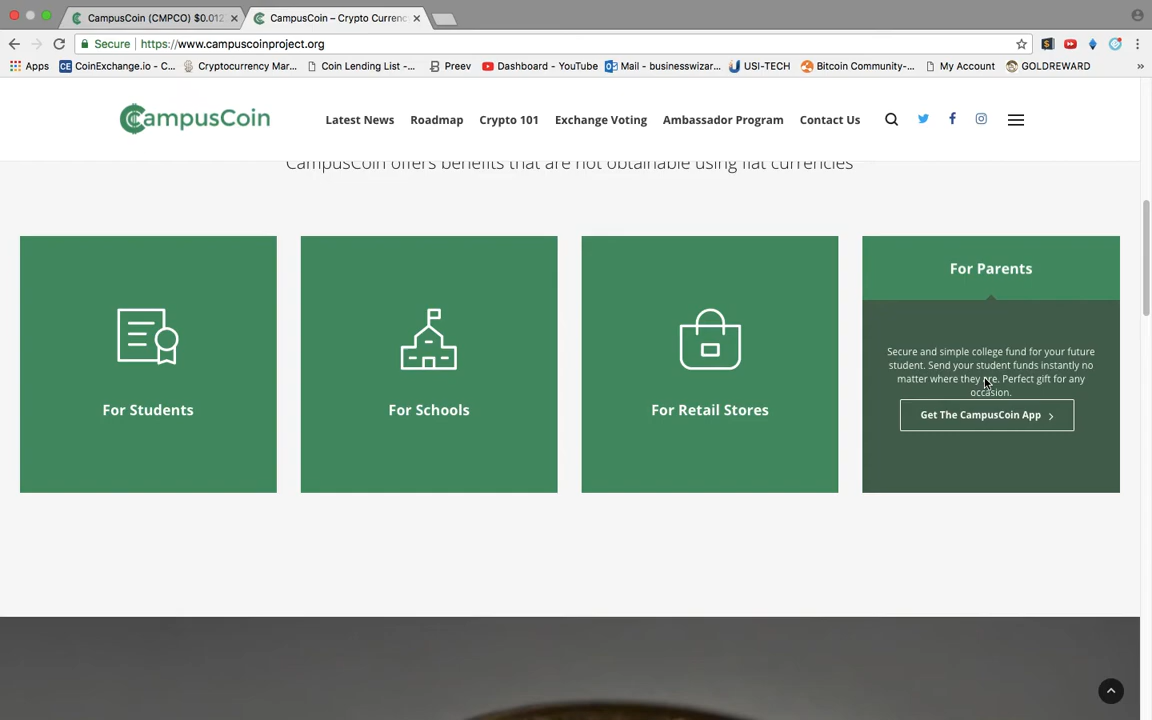 CampusCoin (CMPCO) $0.012
CampusCoin – Crypto Currenc
Secure https://www.campuscoinproject.org
Apps CoinExchange.io - C... Cryptocurrency Mar... Coin Lending List -... Preev Dashboard - YouTube Mail - businesswizar... USI-TECH Bitcoin Community-... My Account GOLDREWARD »
CampusCoin Latest News Roadmap Crypto 101 Exchange Voting Ambassador Program Contact Us
CampusCoin offers benefits that are not obtainable using fiat currencies
For Students
For Schools
For Retail Stores
For Parents
Secure and simple college fund for your future
student. Send your student funds instantly no
matter where they are. Perfect gift for any
occasion.
Get The CampusCoin App